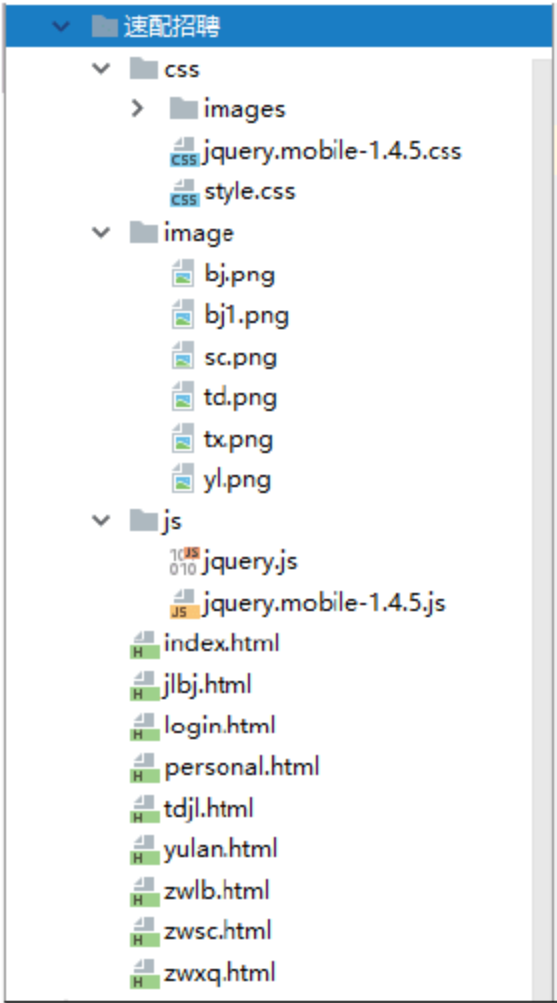 速配招聘
css
images
jquery.mobile-1.4.5.css
style.css
image
bj.png
bj1.png
sc.png
td.png
tx.png
yl.png
js
jquery.js
jquery.mobile-1.4.5.js
index.html
jlbj.html
login.html
personal.html
tdjl.html
yulan.html
zwlb.html
zwsc.html
zwxq.html